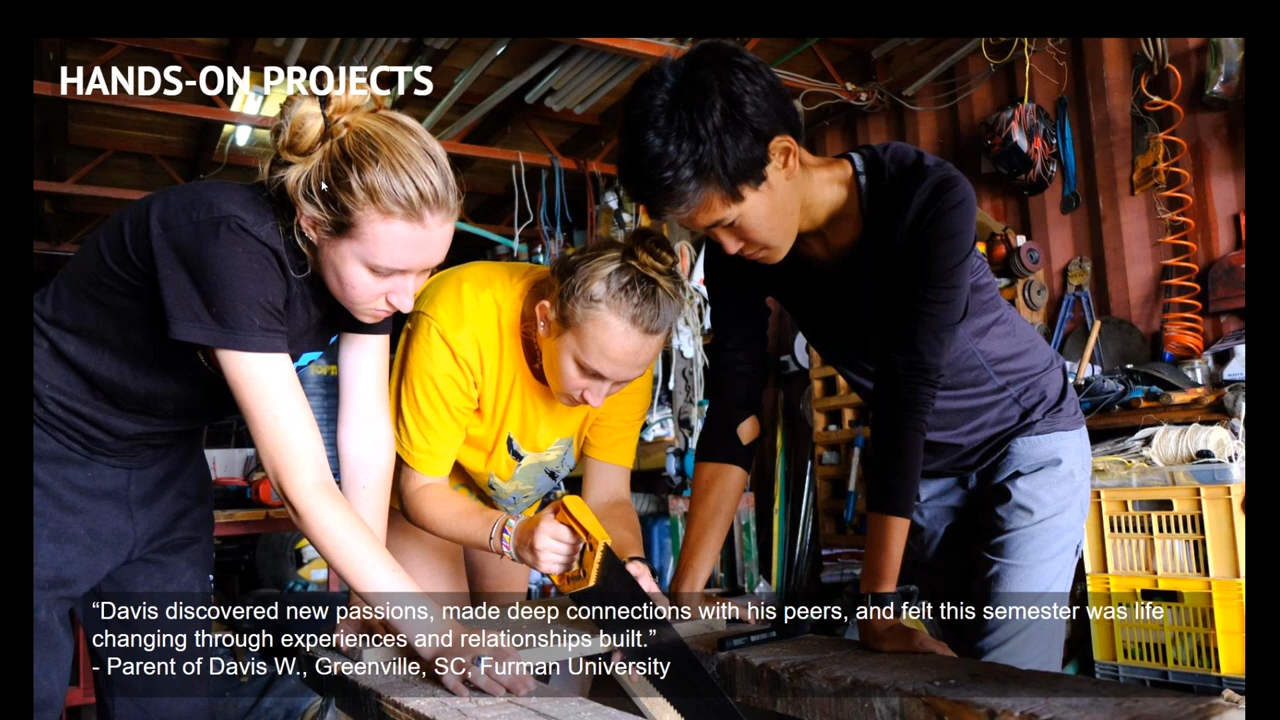 HANDS-ON PROJECTS
“Davis discovered new passions, made deep connections with his peers, and felt this semester was life
changing through experiences and relationships built.”
- Parent of Davis W., Greenville, SC, Furman University